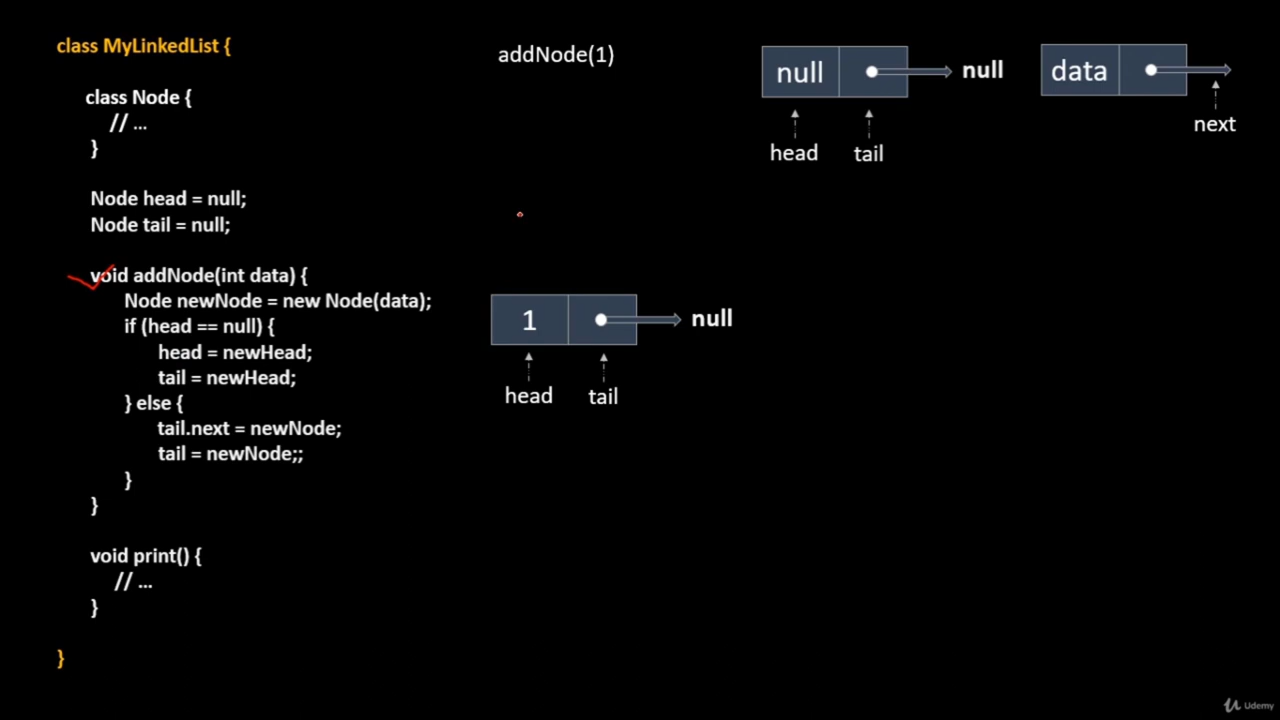 class MyLinkedList {
class Node {
// ...
}
Node head = null;
Node tail = null;
void addNode(int data) {
Node newNode = new Node(data);
if (head == null) {
head = newHead;
tail = newHead;
} else {
tail.next = newNode;
tail = newNode;;
}
}
void print() {
// ...
}
}
addNode(1)
null
null
head tail
data
next
1
null
head tail
Udemy